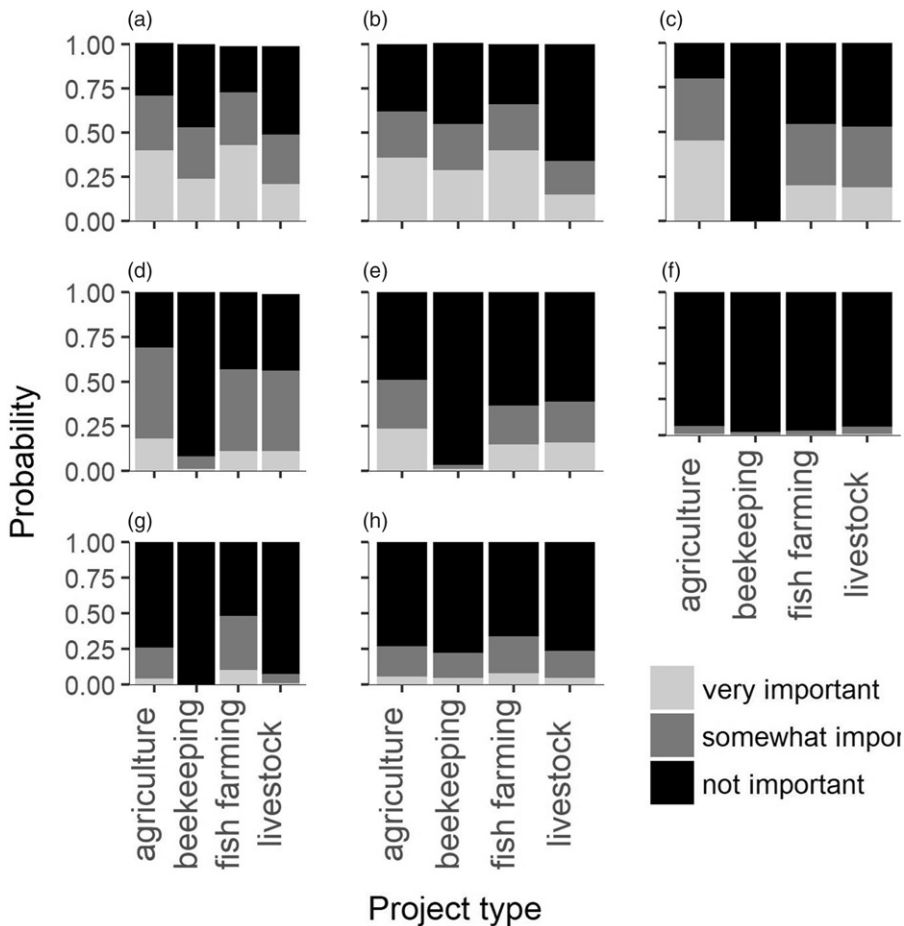 (a) (b) (c)
1.00
0.75
0.50
0.25
0.00
(d) (e) (f)
1.00
0.75
0.50
0.25
0.00
agriculture
beekeeping
fish farming
livestock
Probability
(g) (h)
1.00
0.75
0.50
0.25
0.00
agriculture
beekeeping
fish farming
livestock
agriculture
beekeeping
fish farming
livestock
very important
somewhat impor
not important
Project type